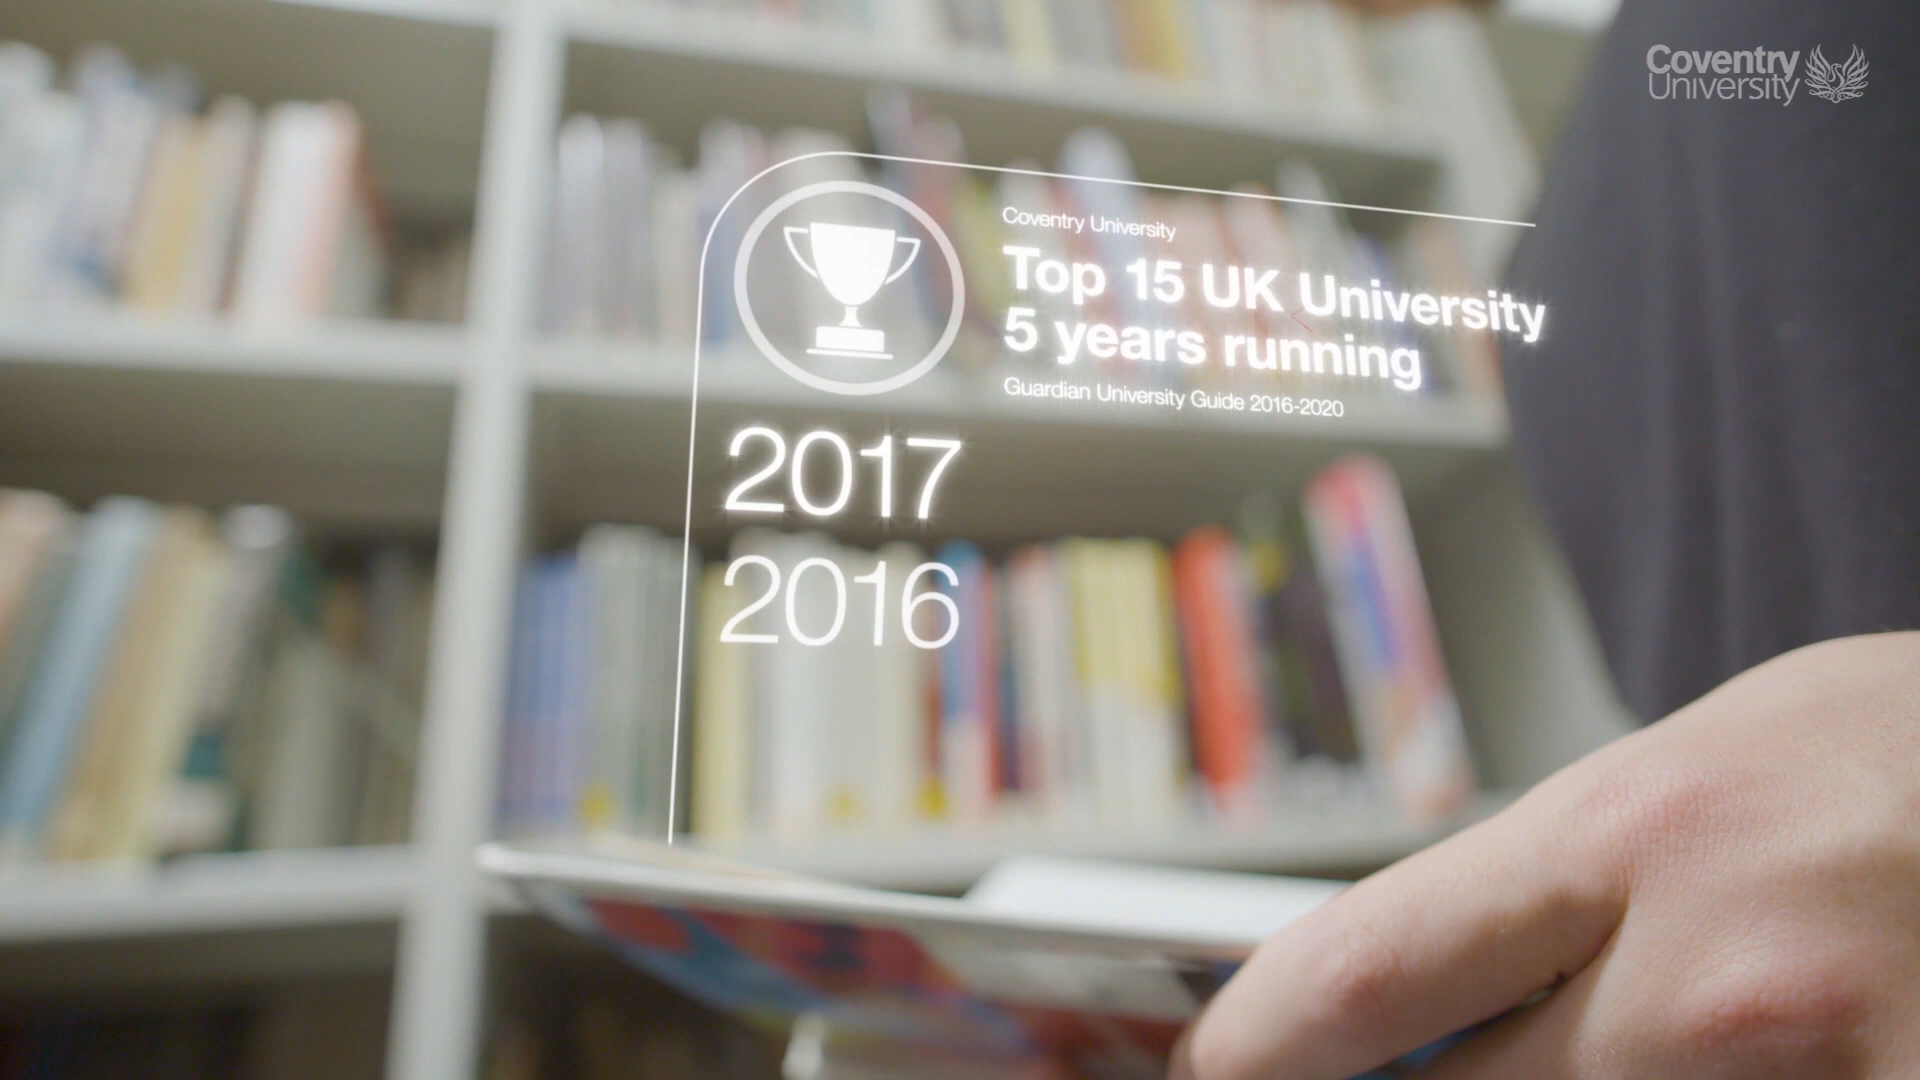 Coventry
University
Coventry University
Top 15 UK University
5 years running
Guardian University Guide 2016-2020
2017
2016